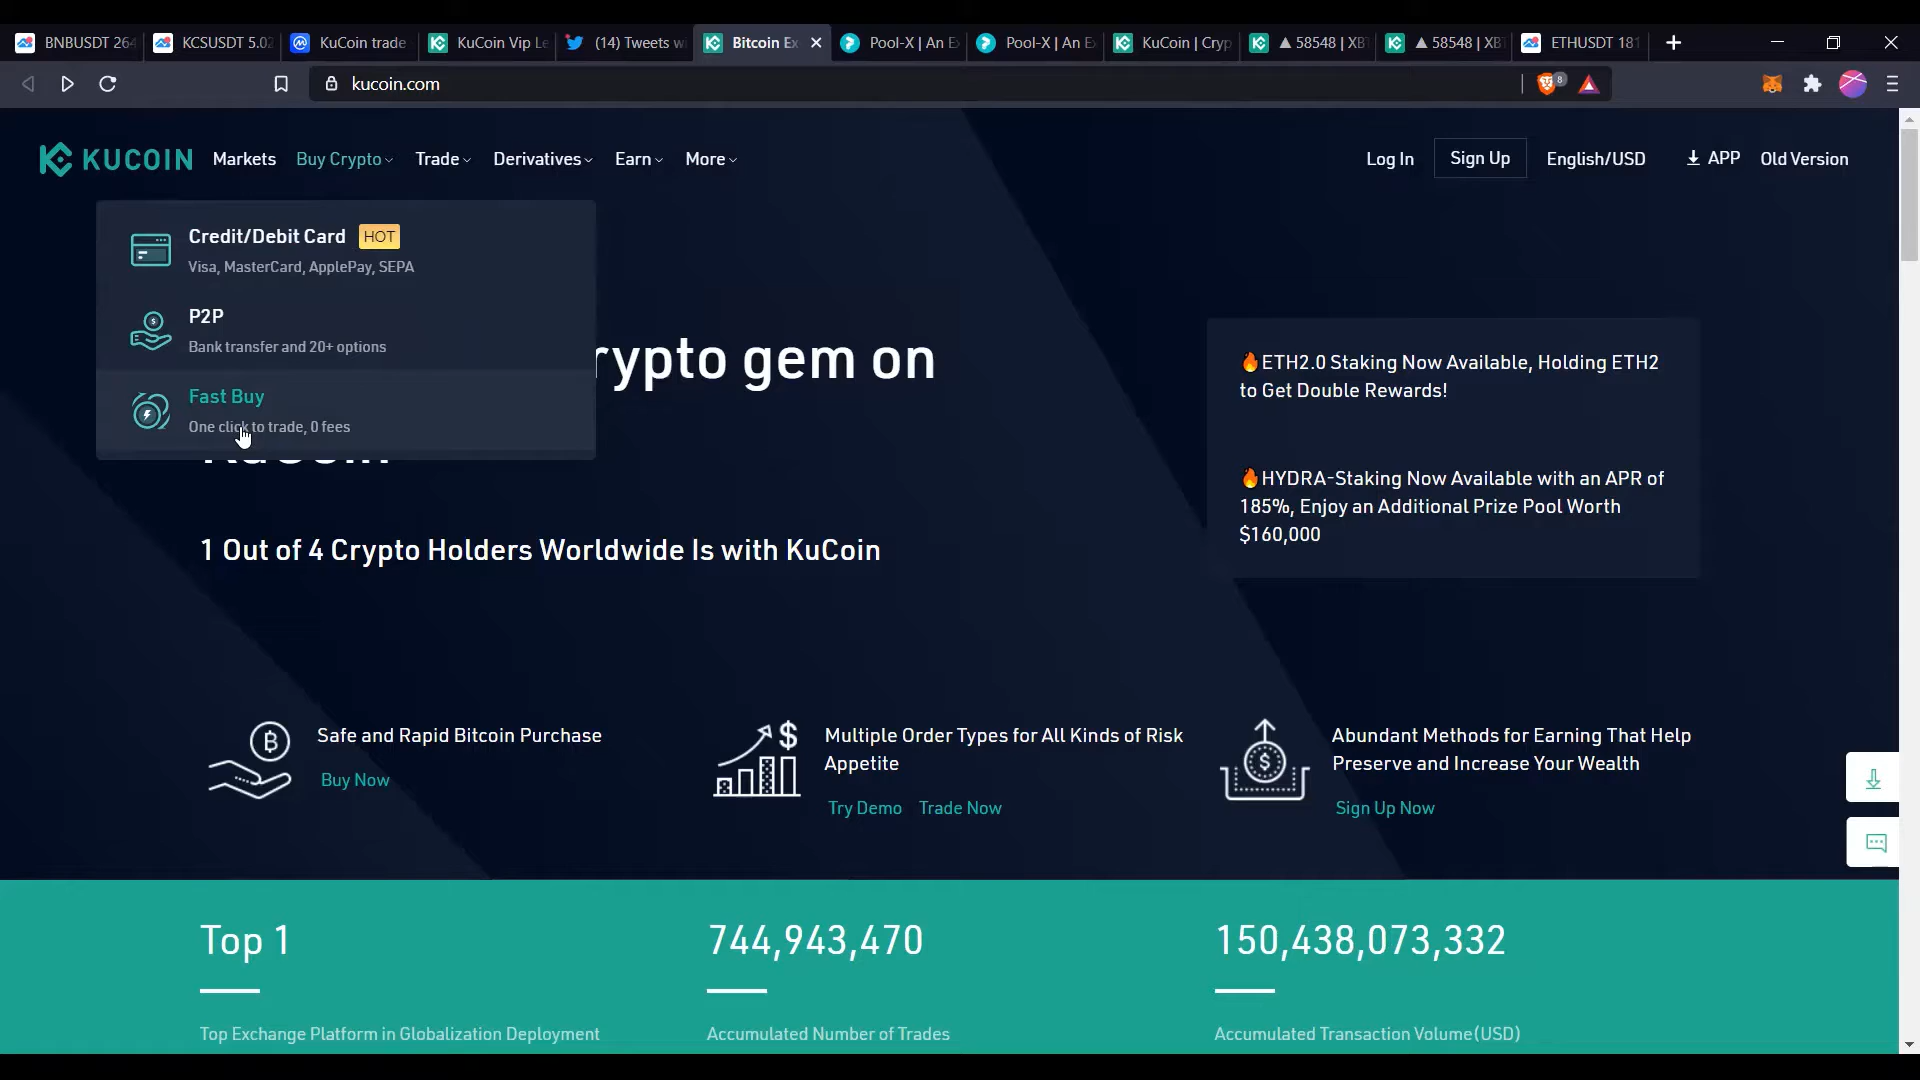 BNBUSDT 264
KCSUSDT 5.02
KuCoin trade
KuCoin Vip Le
(14) Tweets w
Bitcoin Ex
Pool-X | An E
Pool-X | An E
KuCoin | Cryp
▲ 58548 | XBT
▲ 58548 | XBT
ETHUSDT 181
kucoin.com
8
KUCOIN
Markets
Buy Crypto
Trade
Derivatives
Earn
More
Log In
Sign Up
English/USD
APP
Old Version
Credit/Debit Card HOT
Visa, MasterCard, ApplePay, SEPA
P2P
Bank transfer and 20+ options
Fast Buy
One click to trade, 0 fees
rypto gem on
KuCoin
1 Out of 4 Crypto Holders Worldwide Is with KuCoin
🔥ETH2.0 Staking Now Available, Holding ETH2
to Get Double Rewards!
🔥HYDRA-Staking Now Available with an APR of
185%, Enjoy an Additional Prize Pool Worth
$160,000
Safe and Rapid Bitcoin Purchase
Buy Now
Multiple Order Types for All Kinds of Risk
Appetite
Try Demo Trade Now
Abundant Methods for Earning That Help
Preserve and Increase Your Wealth
Sign Up Now
Top 1
Top Exchange Platform in Globalization Deployment
744,943,470
Accumulated Number of Trades
150,438,073,332
Accumulated Transaction Volume(USD)